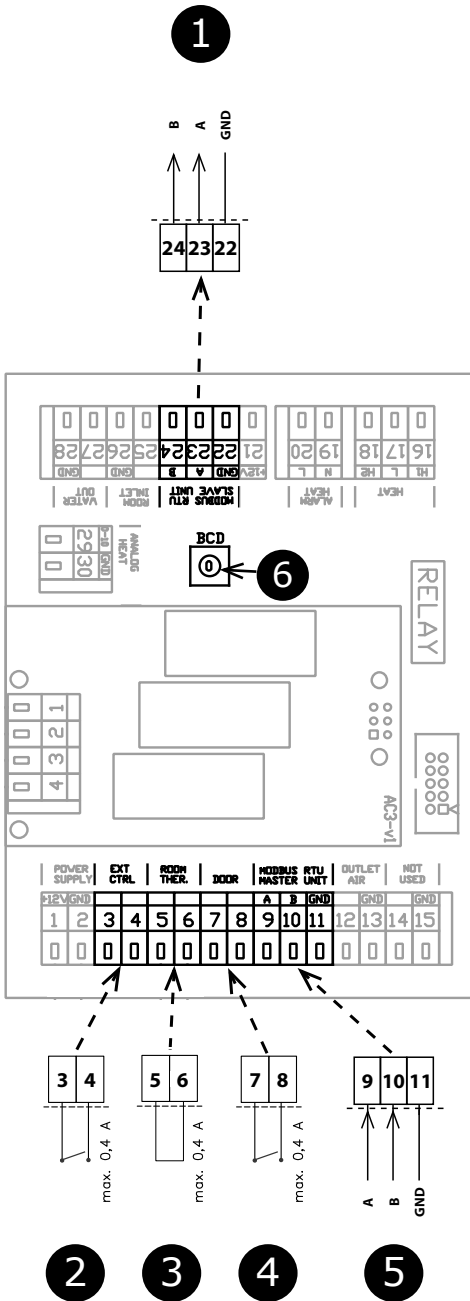 1
B A GND
24 23 22
28 27 26 25 24 23 22 21 20 19 18 17 16
GND GND B A GND +12V L N H2 L H1
WATER OUT ROOM INLET MODBUS RTU SLAVE UNIT ALARM HEAT HEAT
29 30
0-10 GND
ANALOG HEAT
BCD
0
6
RELAY
1
2
3
4
AC3-v1
POWER SUPPLY EXT CTRL ROOM THER. DOOR MODBUS RTU MASTER UNIT OUTLET AIR NOT USED
+12V GND A B GND GND GND
1 2 3 4 5 6 7 8 9 10 11 12 13 14 15
3 4
max. 0,4 A
5 6
max. 0,4 A
7 8
max. 0,4 A
9 10 11
A B GND
2 3 4 5